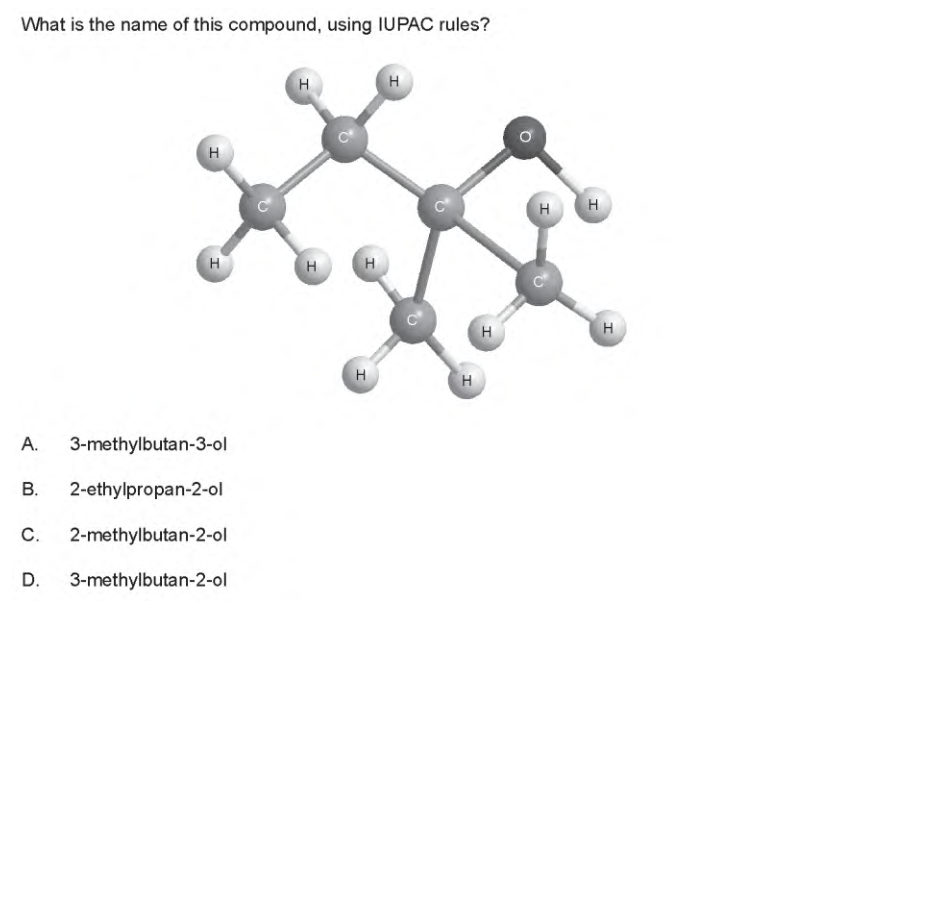 What is the name of this compound, using IUPAC rules?
H H
H C O
C C H H
H H H C
C H H
H H
A. 3-methylbutan-3-ol
B. 2-ethylpropan-2-ol
C. 2-methylbutan-2-ol
D. 3-methylbutan-2-ol